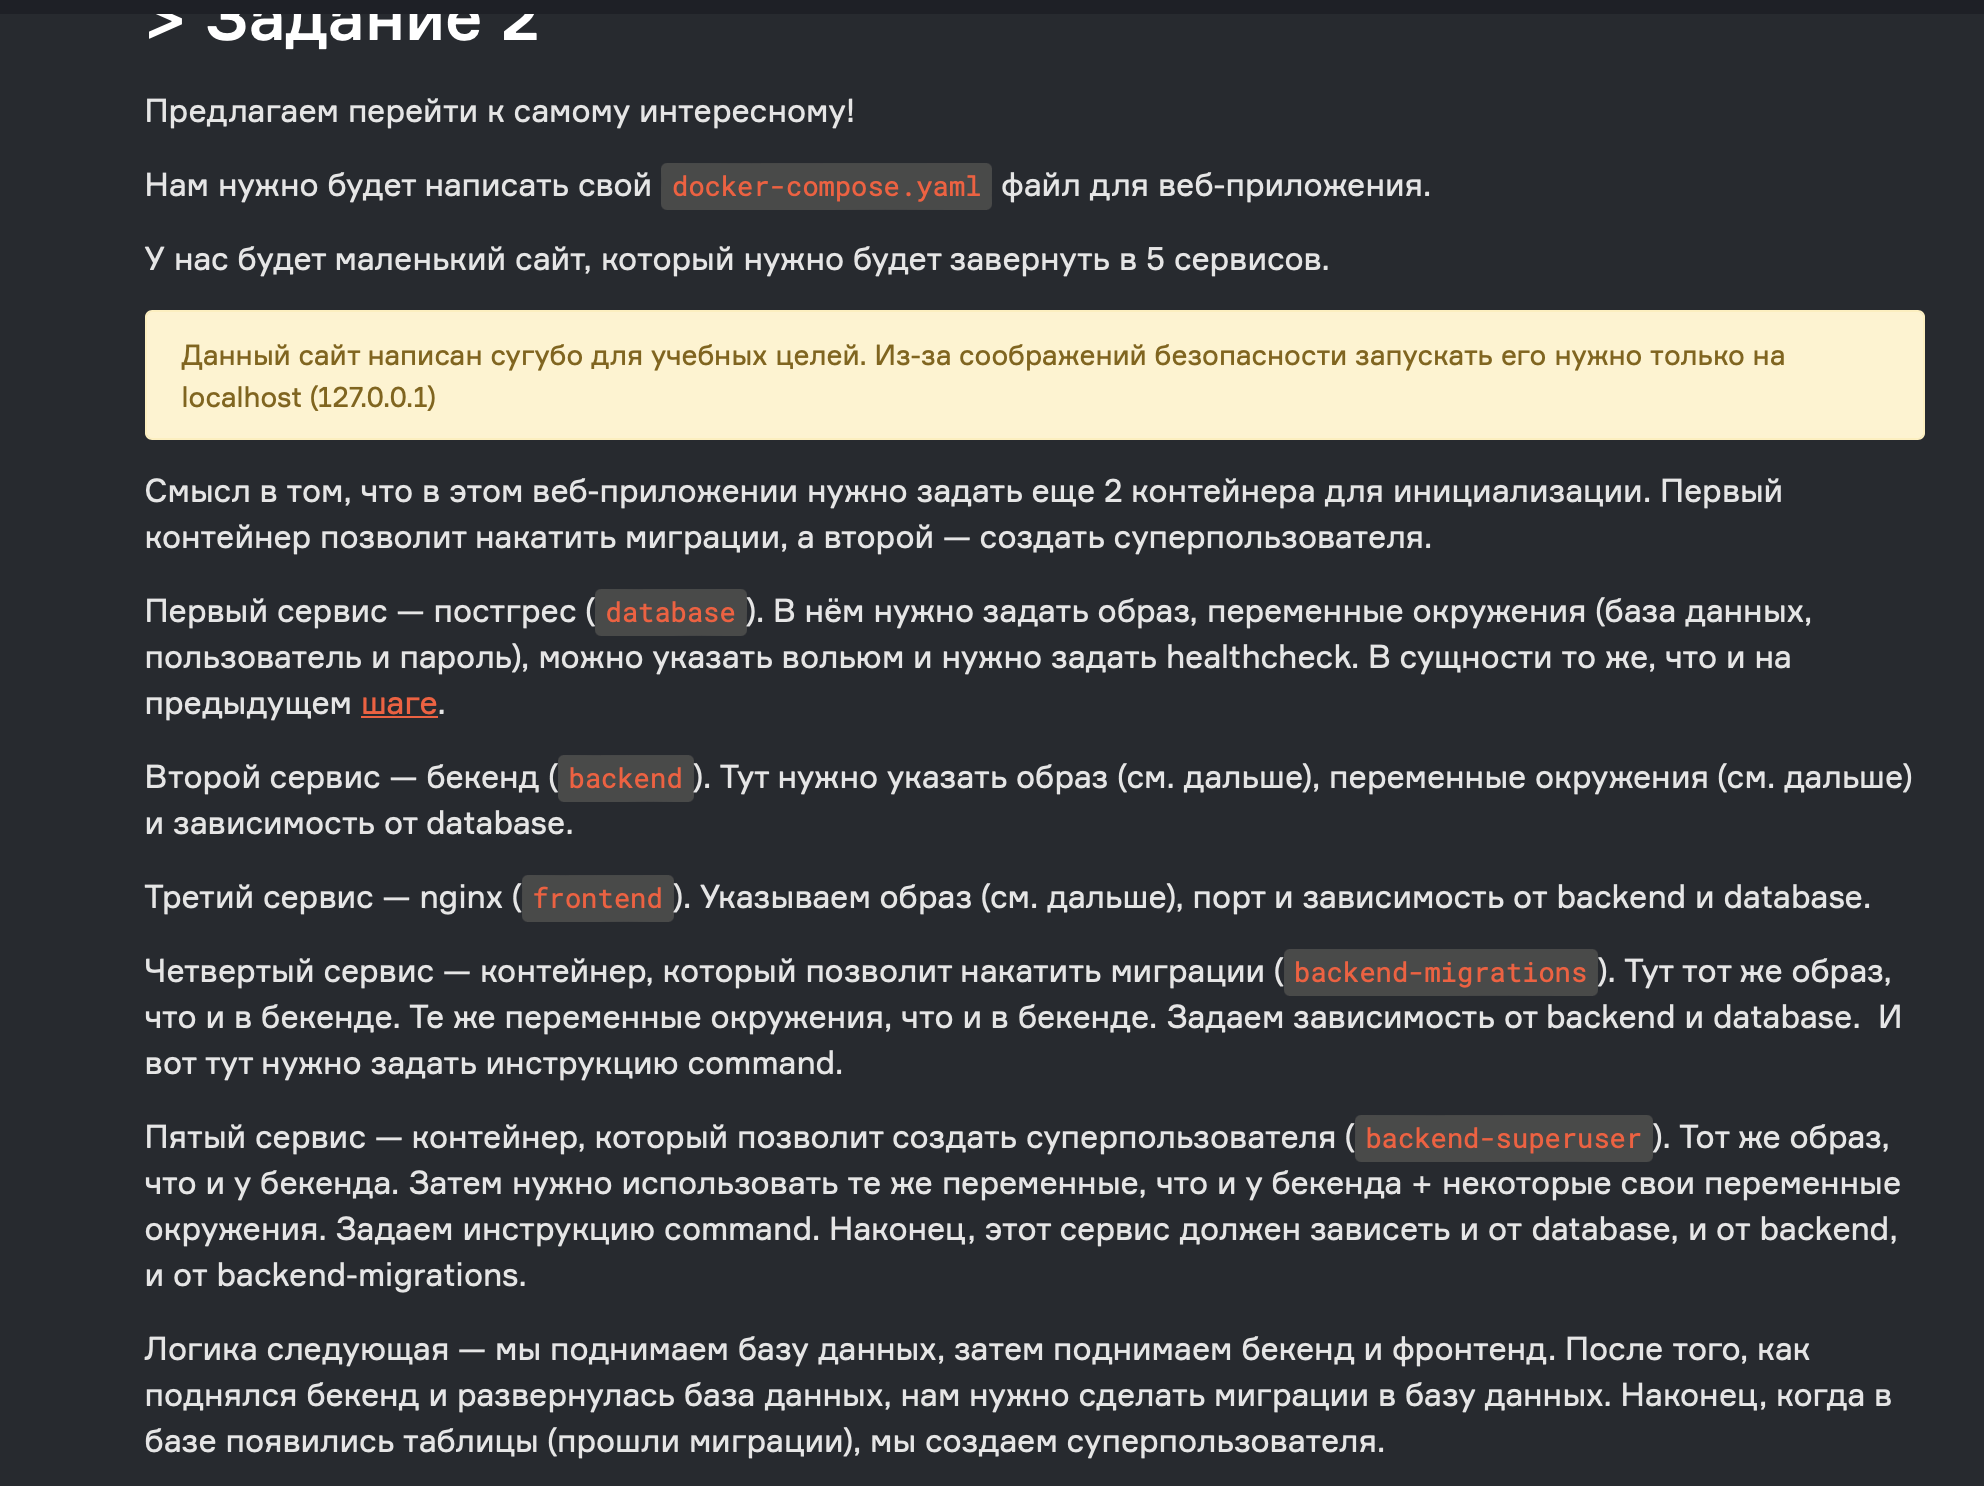 > Задание 2
Предлагаем перейти к самому интересному!
Нам нужно будет написать свой docker-compose.yaml файл для веб-приложения.
У нас будет маленький сайт, который нужно будет завернуть в 5 сервисов.
Данный сайт написан сугубо для учебных целей. Из-за соображений безопасности запускать его нужно только на
localhost (127.0.0.1)
Смысл в том, что в этом веб-приложении нужно задать еще 2 контейнера для инициализации. Первый
контейнер позволит накатить миграции, а второй — создать суперпользователя.
Первый сервис — постгрес (database). В нём нужно задать образ, переменные окружения (база данных,
пользователь и пароль), можно указать вольюм и нужно задать healthcheck. В сущности то же, что и на
предыдущем шаге.
Второй сервис — бекенд (backend). Тут нужно указать образ (см. дальше), переменные окружения (см. дальше)
и зависимость от database.
Третий сервис — nginx (frontend). Указываем образ (см. дальше), порт и зависимость от backend и database.
Четвертый сервис — контейнер, который позволит накатить миграции (backend-migrations). Тут тот же образ,
что и в бекенде. Те же переменные окружения, что и в бекенде. Задаем зависимость от backend и database. И
вот тут нужно задать инструкцию command.
Пятый сервис — контейнер, который позволит создать суперпользователя (backend-superuser). Тот же образ,
что и у бекенда. Затем нужно использовать те же переменные, что и у бекенда + некоторые свои переменные
окружения. Задаем инструкцию command. Наконец, этот сервис должен зависеть и от database, и от backend,
и от backend-migrations.
Логика следующая — мы поднимаем базу данных, затем поднимаем бекенд и фронтенд. После того, как
поднялся бекенд и развернулась база данных, нам нужно сделать миграции в базу данных. Наконец, когда в
базе появились таблицы (прошли миграции), мы создаем суперпользователя.